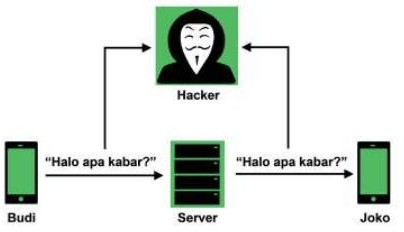 Hacker
“Halo apa kabar?”
“Halo apa kabar?”
Budi
Server
Joko